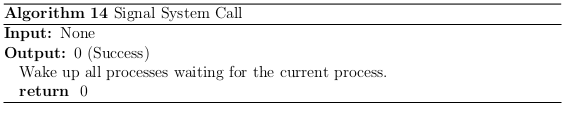 Algorithm 14 Signal System Call
Input: None
Output: 0 (Success)
Wake up all processes waiting for the current process.
return 0